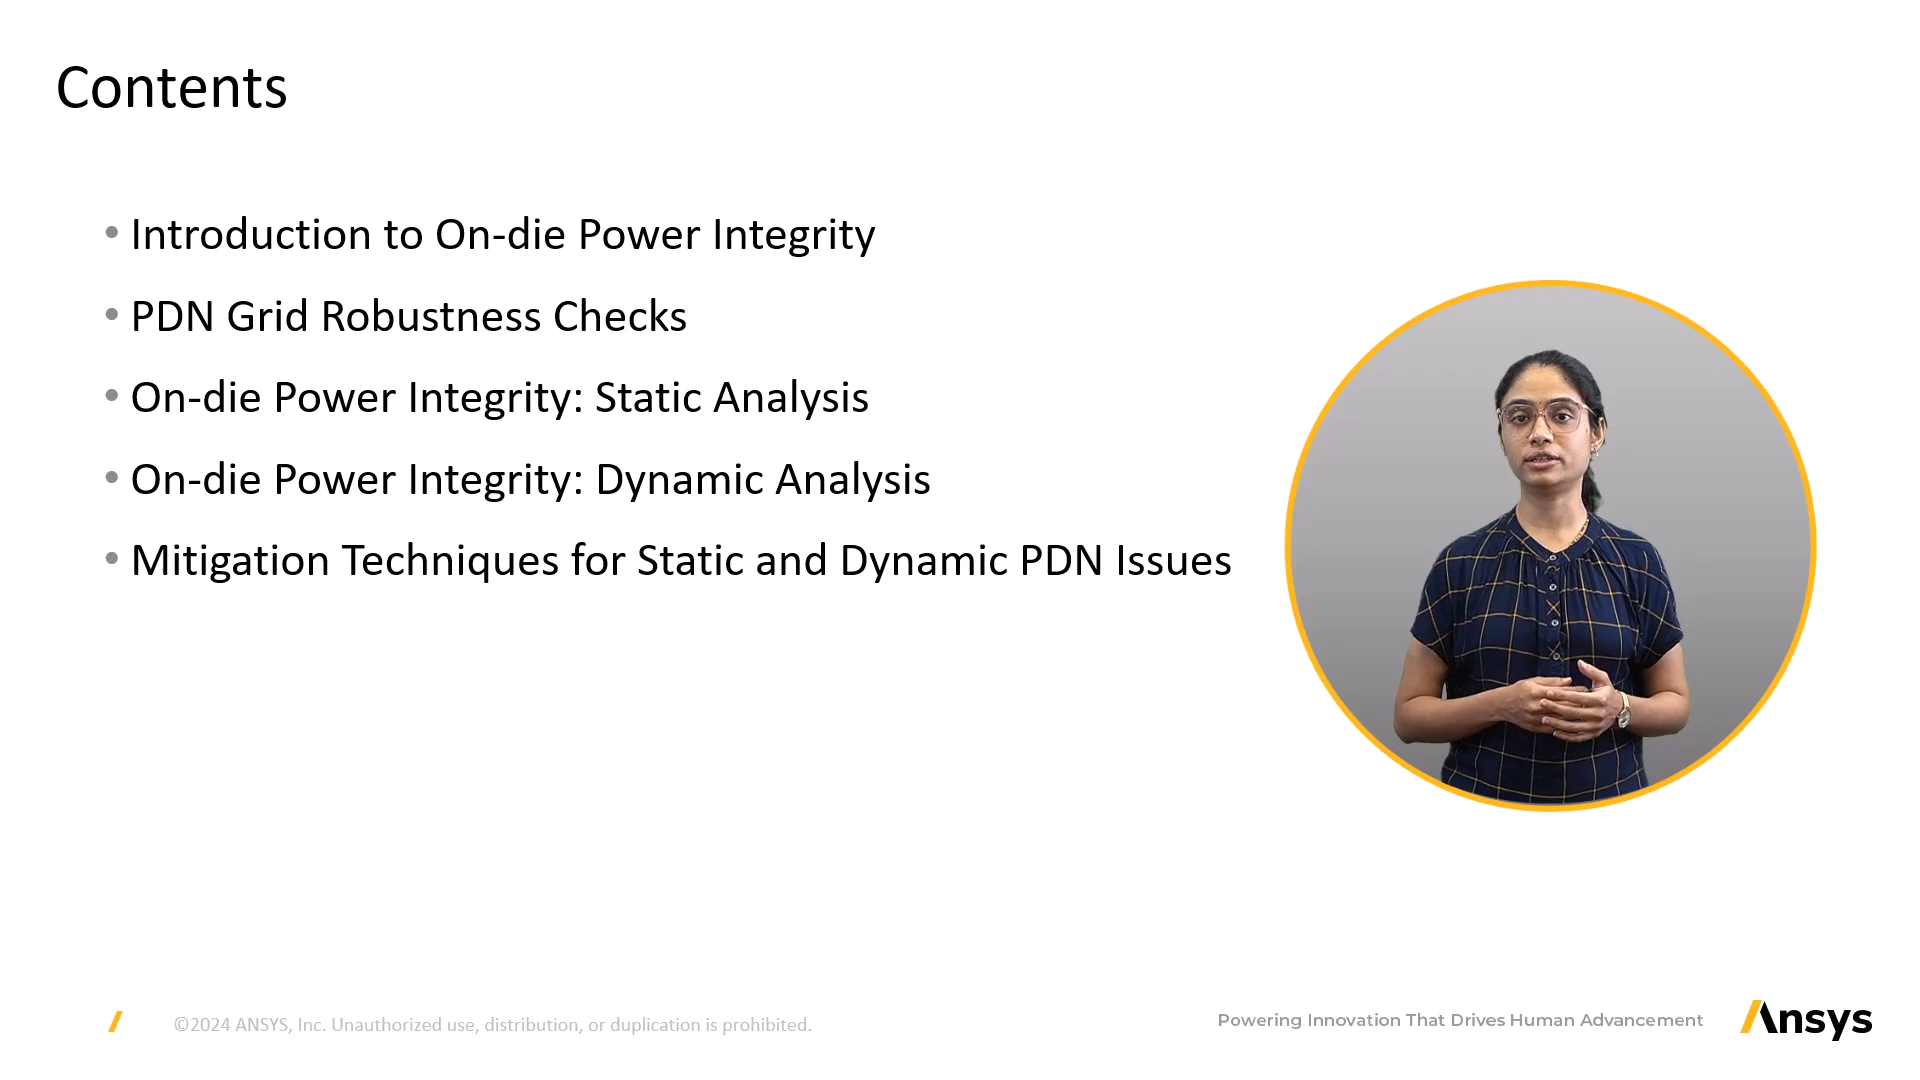 Contents
• Introduction to On-die Power Integrity
• PDN Grid Robustness Checks
• On-die Power Integrity: Static Analysis
• On-die Power Integrity: Dynamic Analysis
• Mitigation Techniques for Static and Dynamic PDN Issues
©2024 ANSYS, Inc. Unauthorized use, distribution, or duplication is prohibited.
Powering Innovation That Drives Human Advancement
Ansys